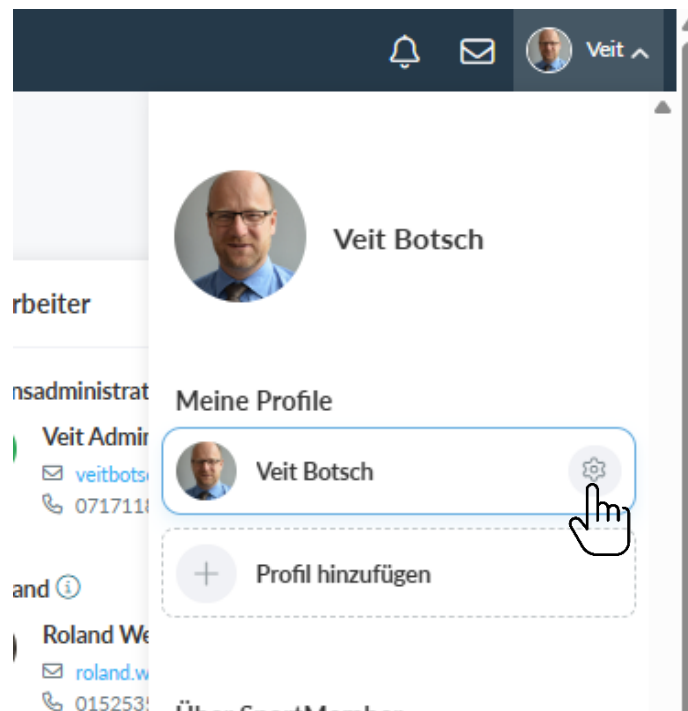 Veit
Veit Botsch
rbeiter
nsadministrat
Meine Profile
Veit Admin
veitbots
Veit Botsch
071711
Profil hinzufügen
and
Roland We
roland.w
015253